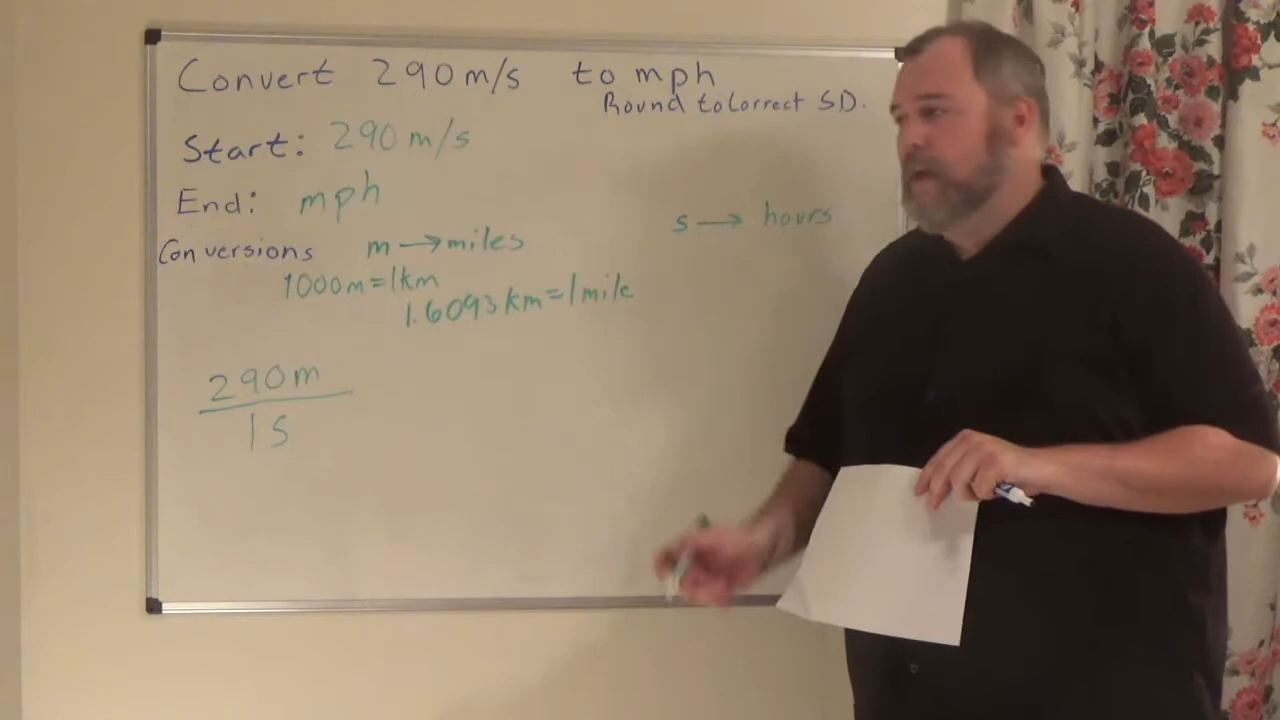 Convert 290 m/s to mph
Round to Correct SD.
Start: 290 m/s
End: mph
s → hours
Conversions m → miles
1000m = 1km
1.6093 km = 1 mile
290 m
1 s